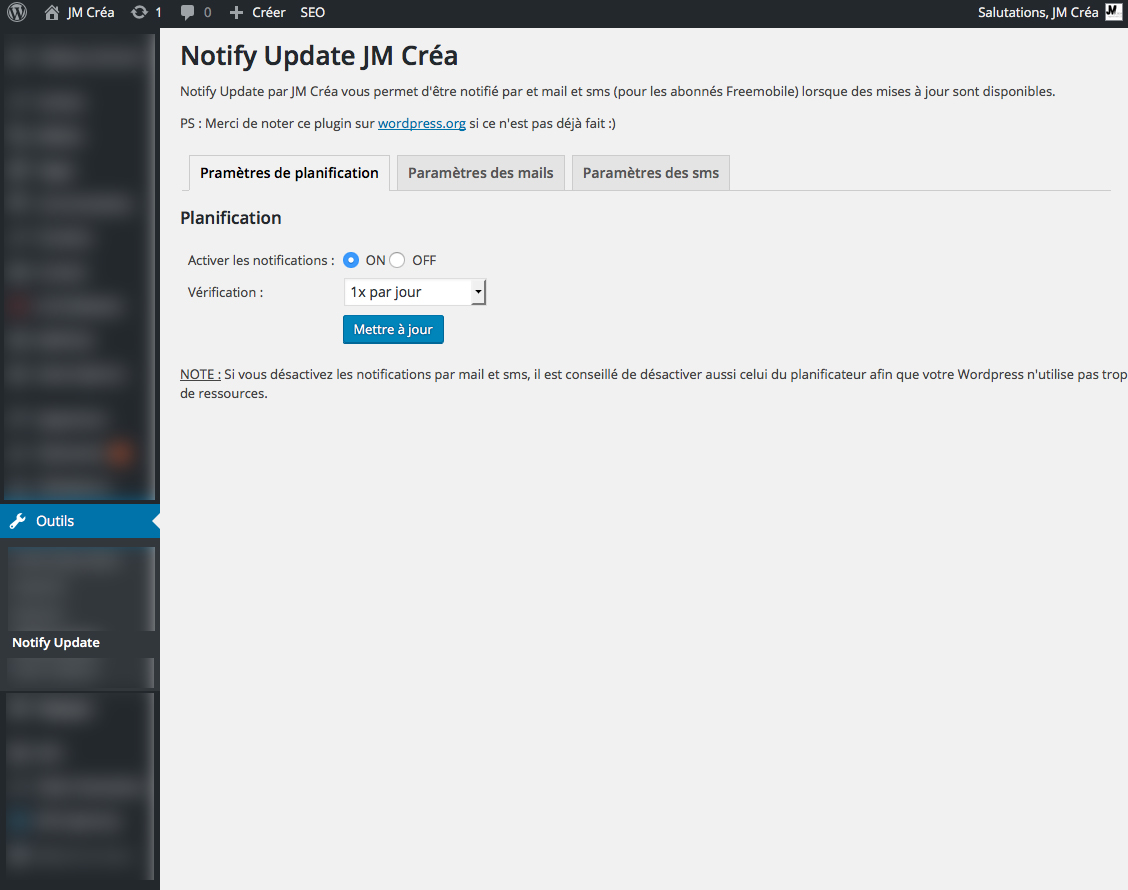 JM Créa 1 0 Créer SEO Salutations, JM Créa
Notify Update JM Créa
Notify Update par JM Créa vous permet d'être notifié par et mail et sms (pour les abonnés Freemobile) lorsque des mises à jour sont disponibles.
PS : Merci de noter ce plugin sur wordpress.org si ce n'est pas déjà fait :)
Pramètres de planification Paramètres des mails Paramètres des sms
Planification
Activer les notifications : ON OFF
Vérification : 1x par jour
Mettre à jour
NOTE : Si vous désactivez les notifications par mail et sms, il est conseillé de désactiver aussi celui du planificateur afin que votre Wordpress n'utilise pas trop
de ressources.
Outils
Notify Update